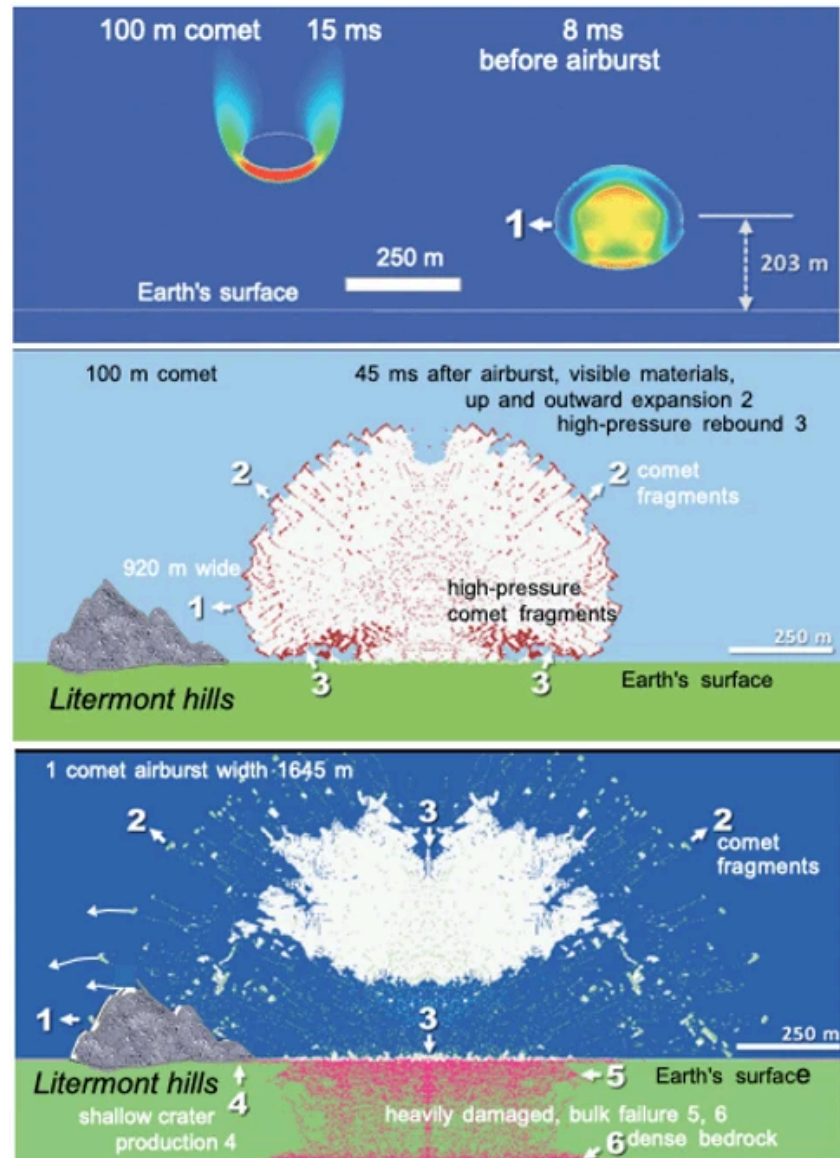 100 m comet 15 ms 8 ms
before airburst
1
203 m
250 m
Earth's surface
100 m comet 45 ms after airburst, visible materials,
up and outward expansion 2
high-pressure rebound 3
2 2 comet
fragments
920 m wide
1
high-pressure
comet fragments
250 m
3 3
Earth's surface
Litermont hills
1 comet airburst width 1645 m
2 3 2
comet
fragments
1 3
250 m
Litermont hills 4 5 Earth's surface
shallow crater
production 4
heavily damaged, bulk failure 5, 6
6 dense bedrock